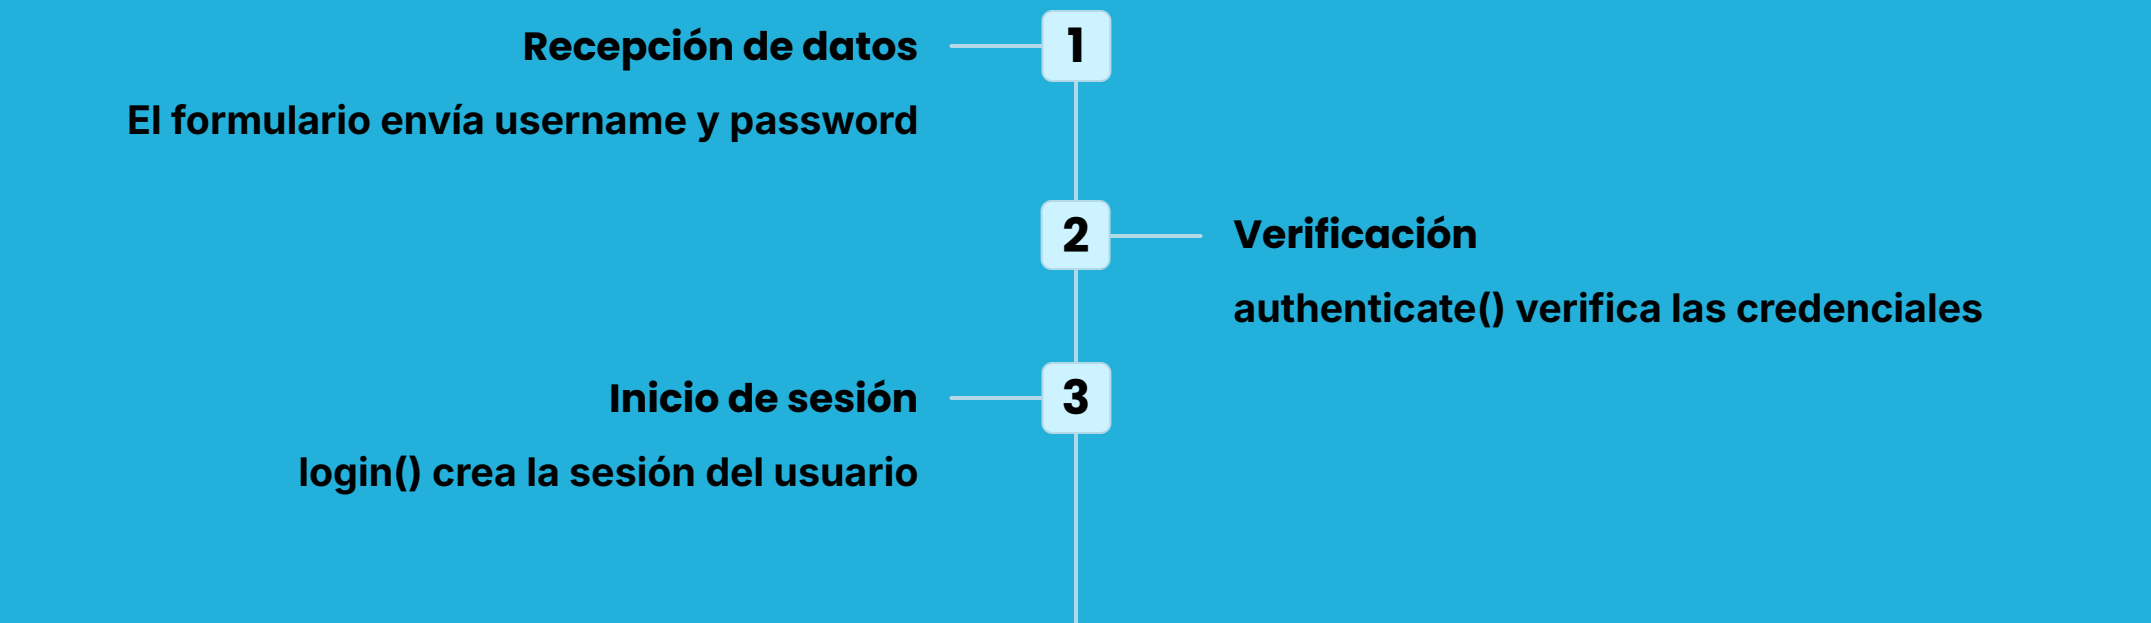 Recepción de datos
1
El formulario envía username y password
2
Verificación
authenticate() verifica las credenciales
Inicio de sesión
3
login() crea la sesión del usuario